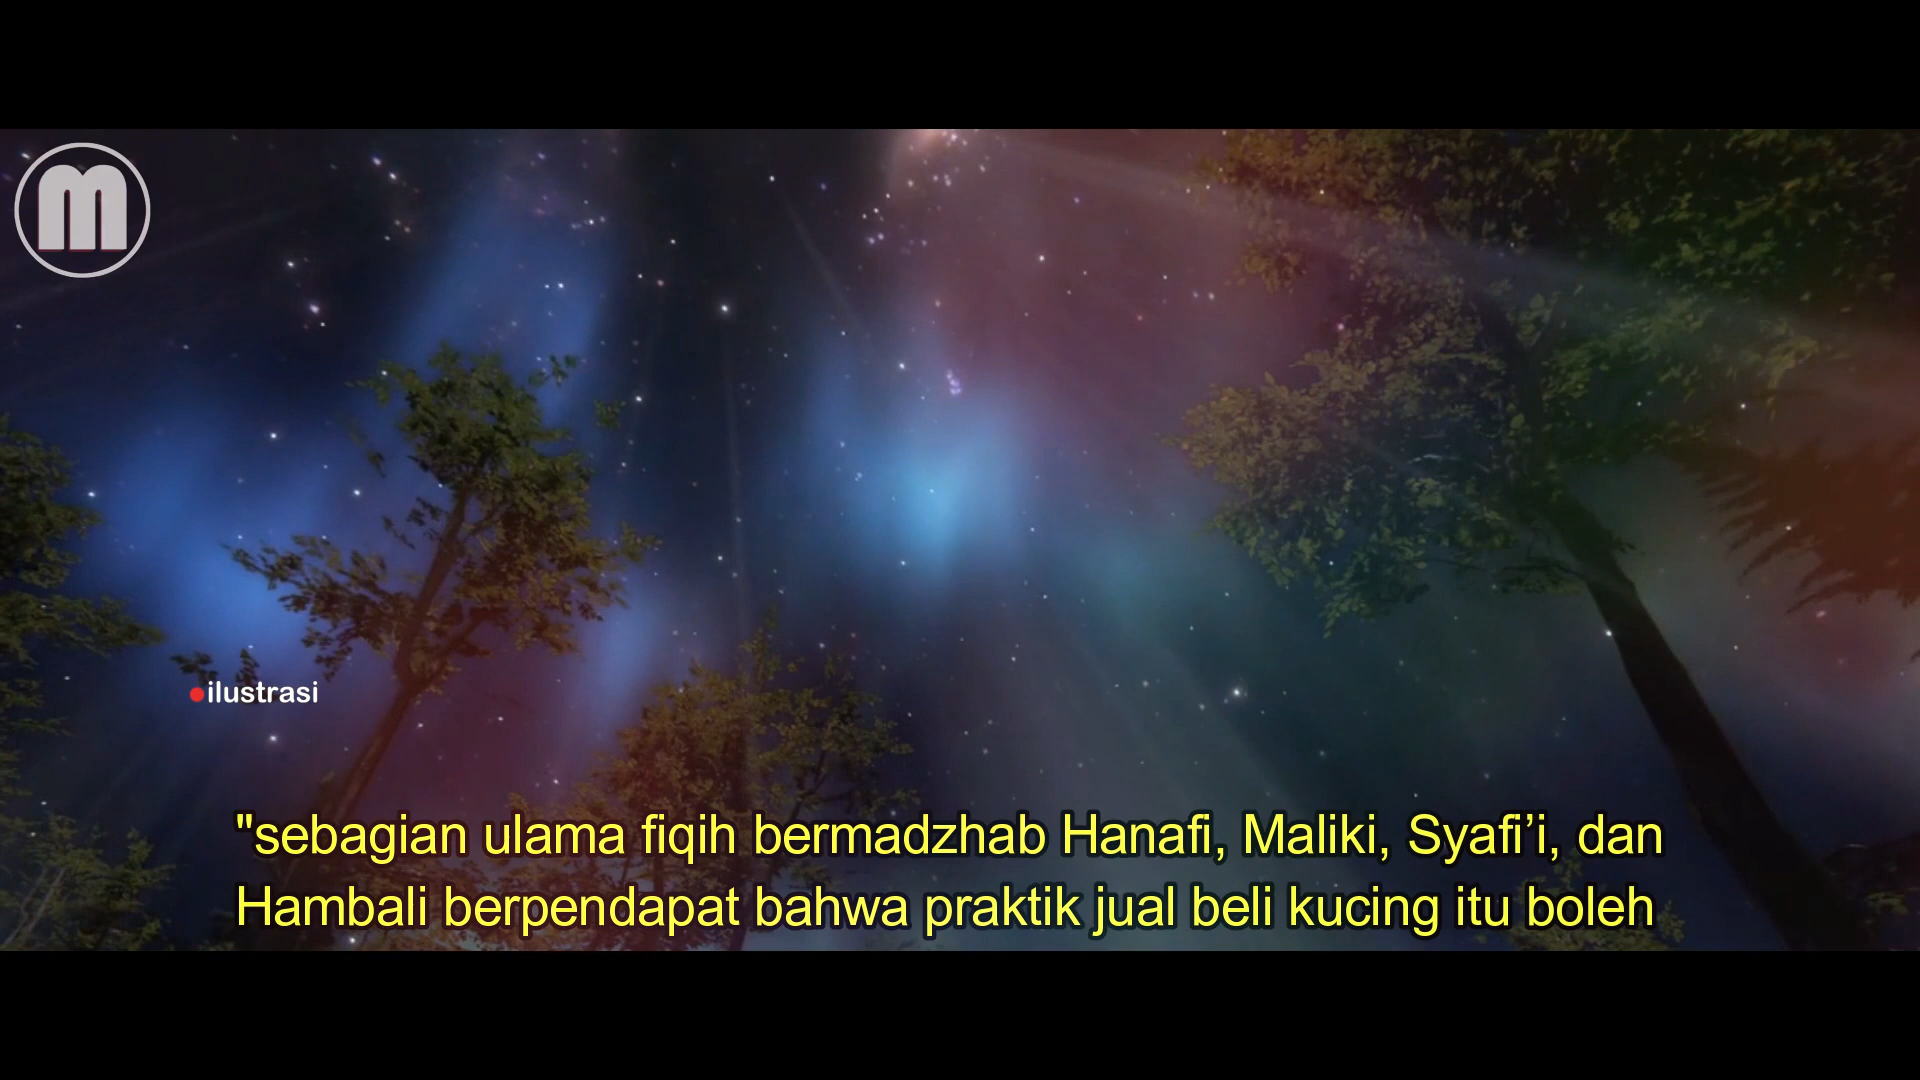 m
ilustrasi
"sebagian ulama fiqih bermadzhab Hanafi, Maliki, Syafi’i, dan
Hambali berpendapat bahwa praktik jual beli kucing itu boleh